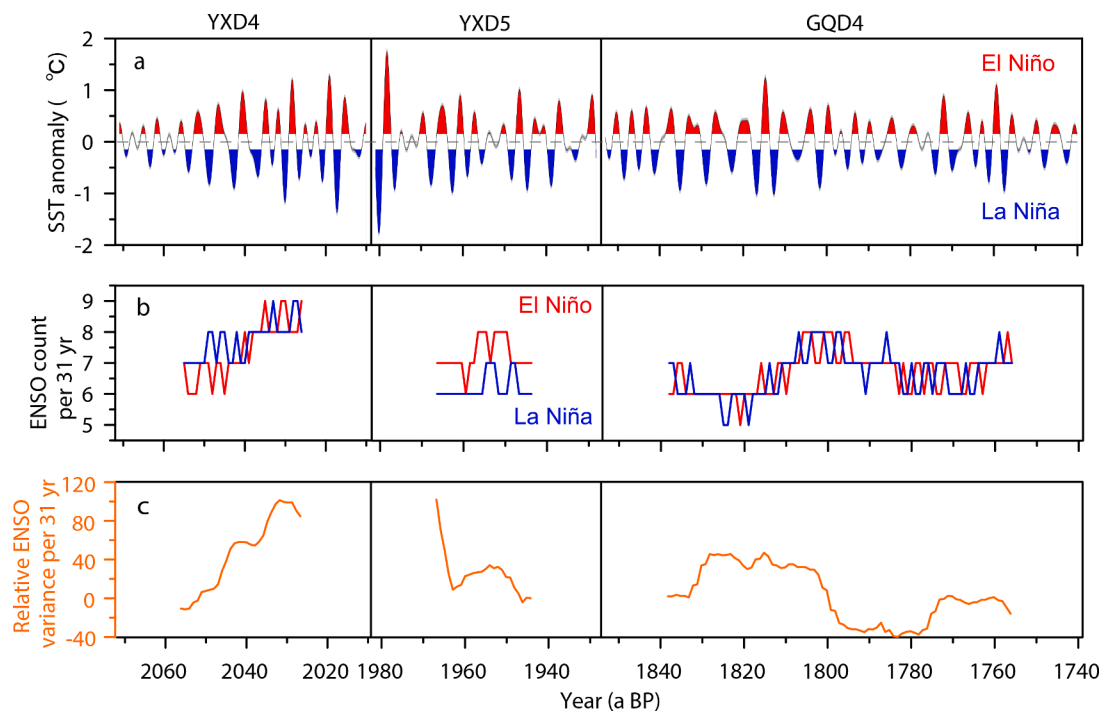 YXD4 YXD5 GQD4
a
El Niño
La Niña
SST anomaly ( ℃)
2
1
0
-1
-2
b
El Niño
La Niña
ENSO count
per 31 yr
9
8
7
6
5
c
Relative ENSO
variance per 31 yr
120
80
40
0
-40
2060 2040 2020 1980 1960 1940 1840 1820 1800 1780 1760 1740
Year (a BP)